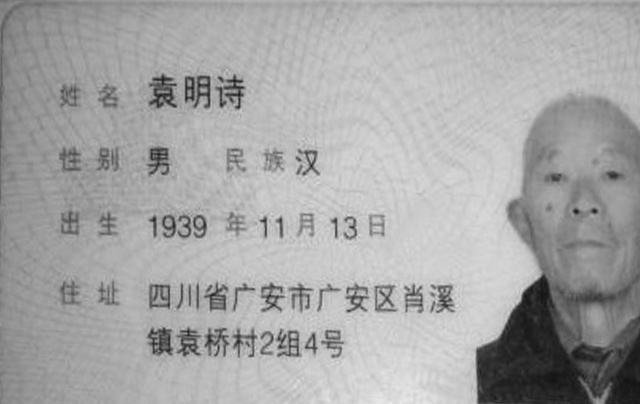 姓名 袁明诗
性别 男 民族 汉
出生 1939 年 11 月 13 日
住址 四川省广安市广安区肖溪
镇袁桥村2组4号